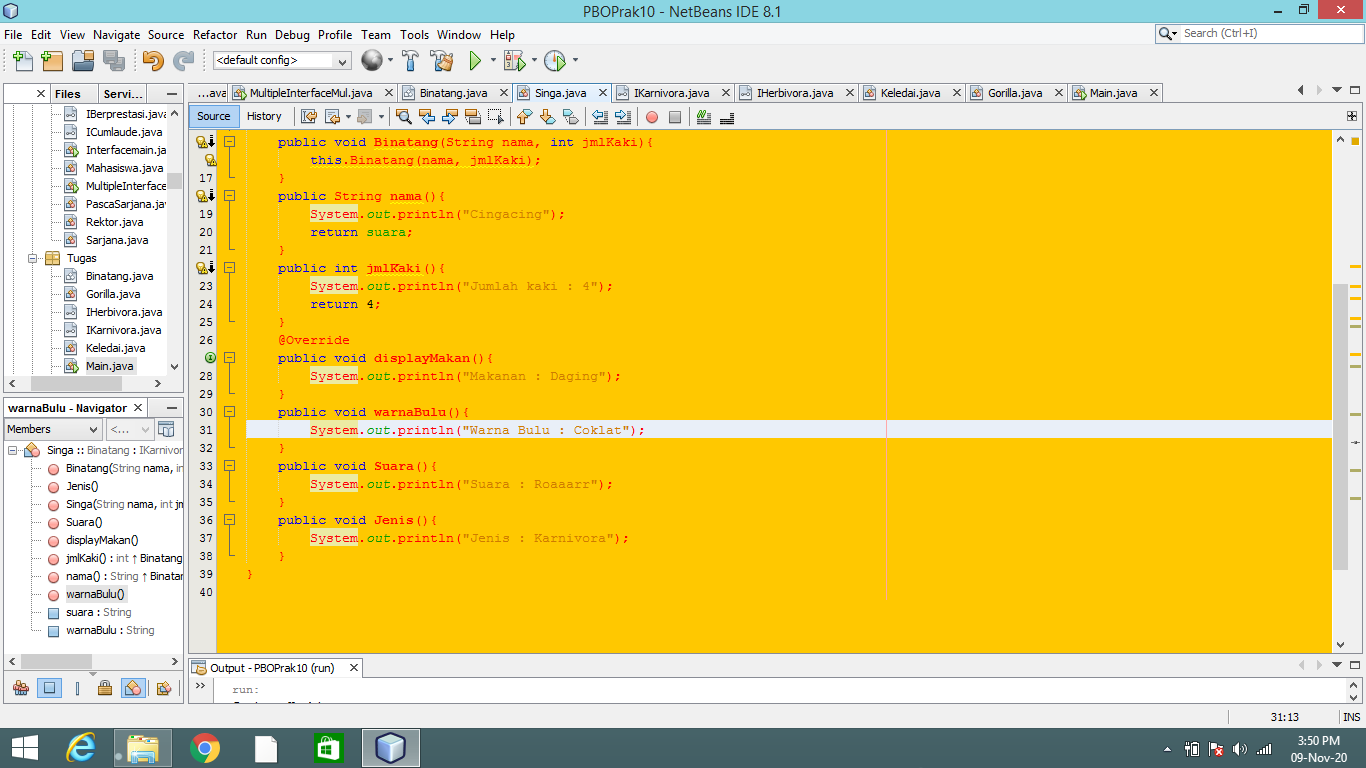 PBOPrak10 - NetBeans IDE 8.1
File Edit View Navigate Source Refactor Run Debug Profile Team Tools Window Help
Search (Ctrl+I)
<default config>
Files Servi...
...ava MultipleInterfaceMul.java Binatang.java Singa.java IKarnivora.java IHerbivora.java Keledai.java Gorilla.java Main.java
Source History
IBerprestasi.java
ICumlaude.java
Interfacemain.ja
Mahasiswa.java
MultipleInterface
PascaSarjana.jav
Rektor.java
Sarjana.java
Tugas
Binatang.java
Gorilla.java
IHerbivora.java
IKarnivora.java
Keledai.java
Main.java
warnaBulu - Navigator
Members <...
Singa :: Binatang : IKarnivor
Binatang(String nama, in
Jenis()
Singa(String nama, int jm
Suara()
displayMakan()
jmlKaki() : int ↑ Binatang
nama() : String ↑ Binatan
warnaBulu()
suara : String
warnaBulu : String
public void Binatang(String nama, int jmlKaki){
this.Binatang(nama, jmlKaki);
17 }
public String nama(){
19 System.out.println("Cingacing");
20 return suara;
21 }
public int jmlKaki(){
23 System.out.println("Jumlah kaki : 4");
24 return 4;
25 }
26 @Override
public void displayMakan(){
28 System.out.println("Makanan : Daging");
29 }
30 public void warnaBulu(){
31 System.out.println("Warna Bulu : Coklat");
32 }
33 public void Suara(){
34 System.out.println("Suara : Roaaarr");
35 }
36 public void Jenis(){
37 System.out.println("Jenis : Karnivora");
38 }
39 }
40
Output - PBOPrak10 (run)
run:
31:13 INS
3:50 PM
09-Nov-20